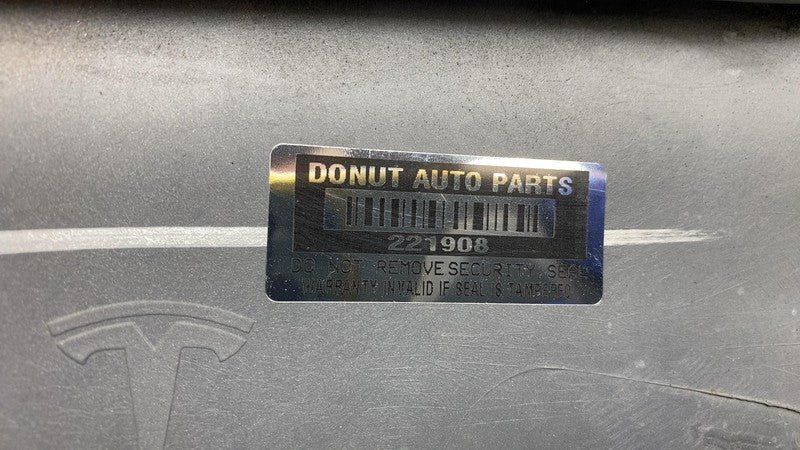 DONUT AUTO PARTS
221908
DO NOT REMOVE SECURITY SEAL
WARRANTY INVALID IF SEAL IS TAMPERED